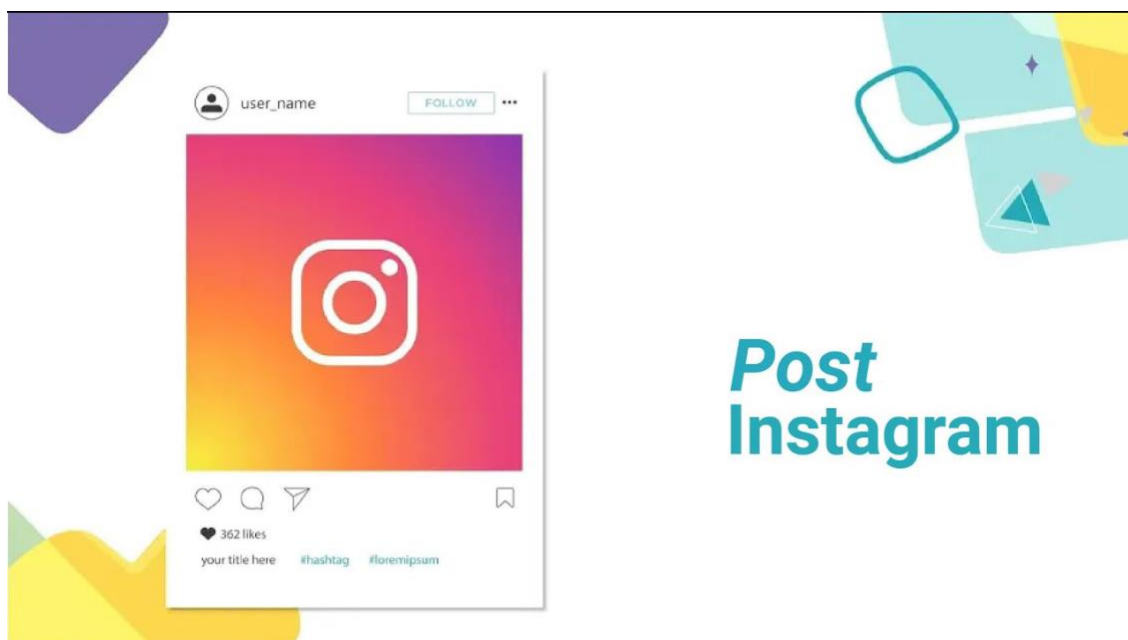 user_name FOLLOW
362 likes
your title here #hashtag #loremipsum
Post
Instagram